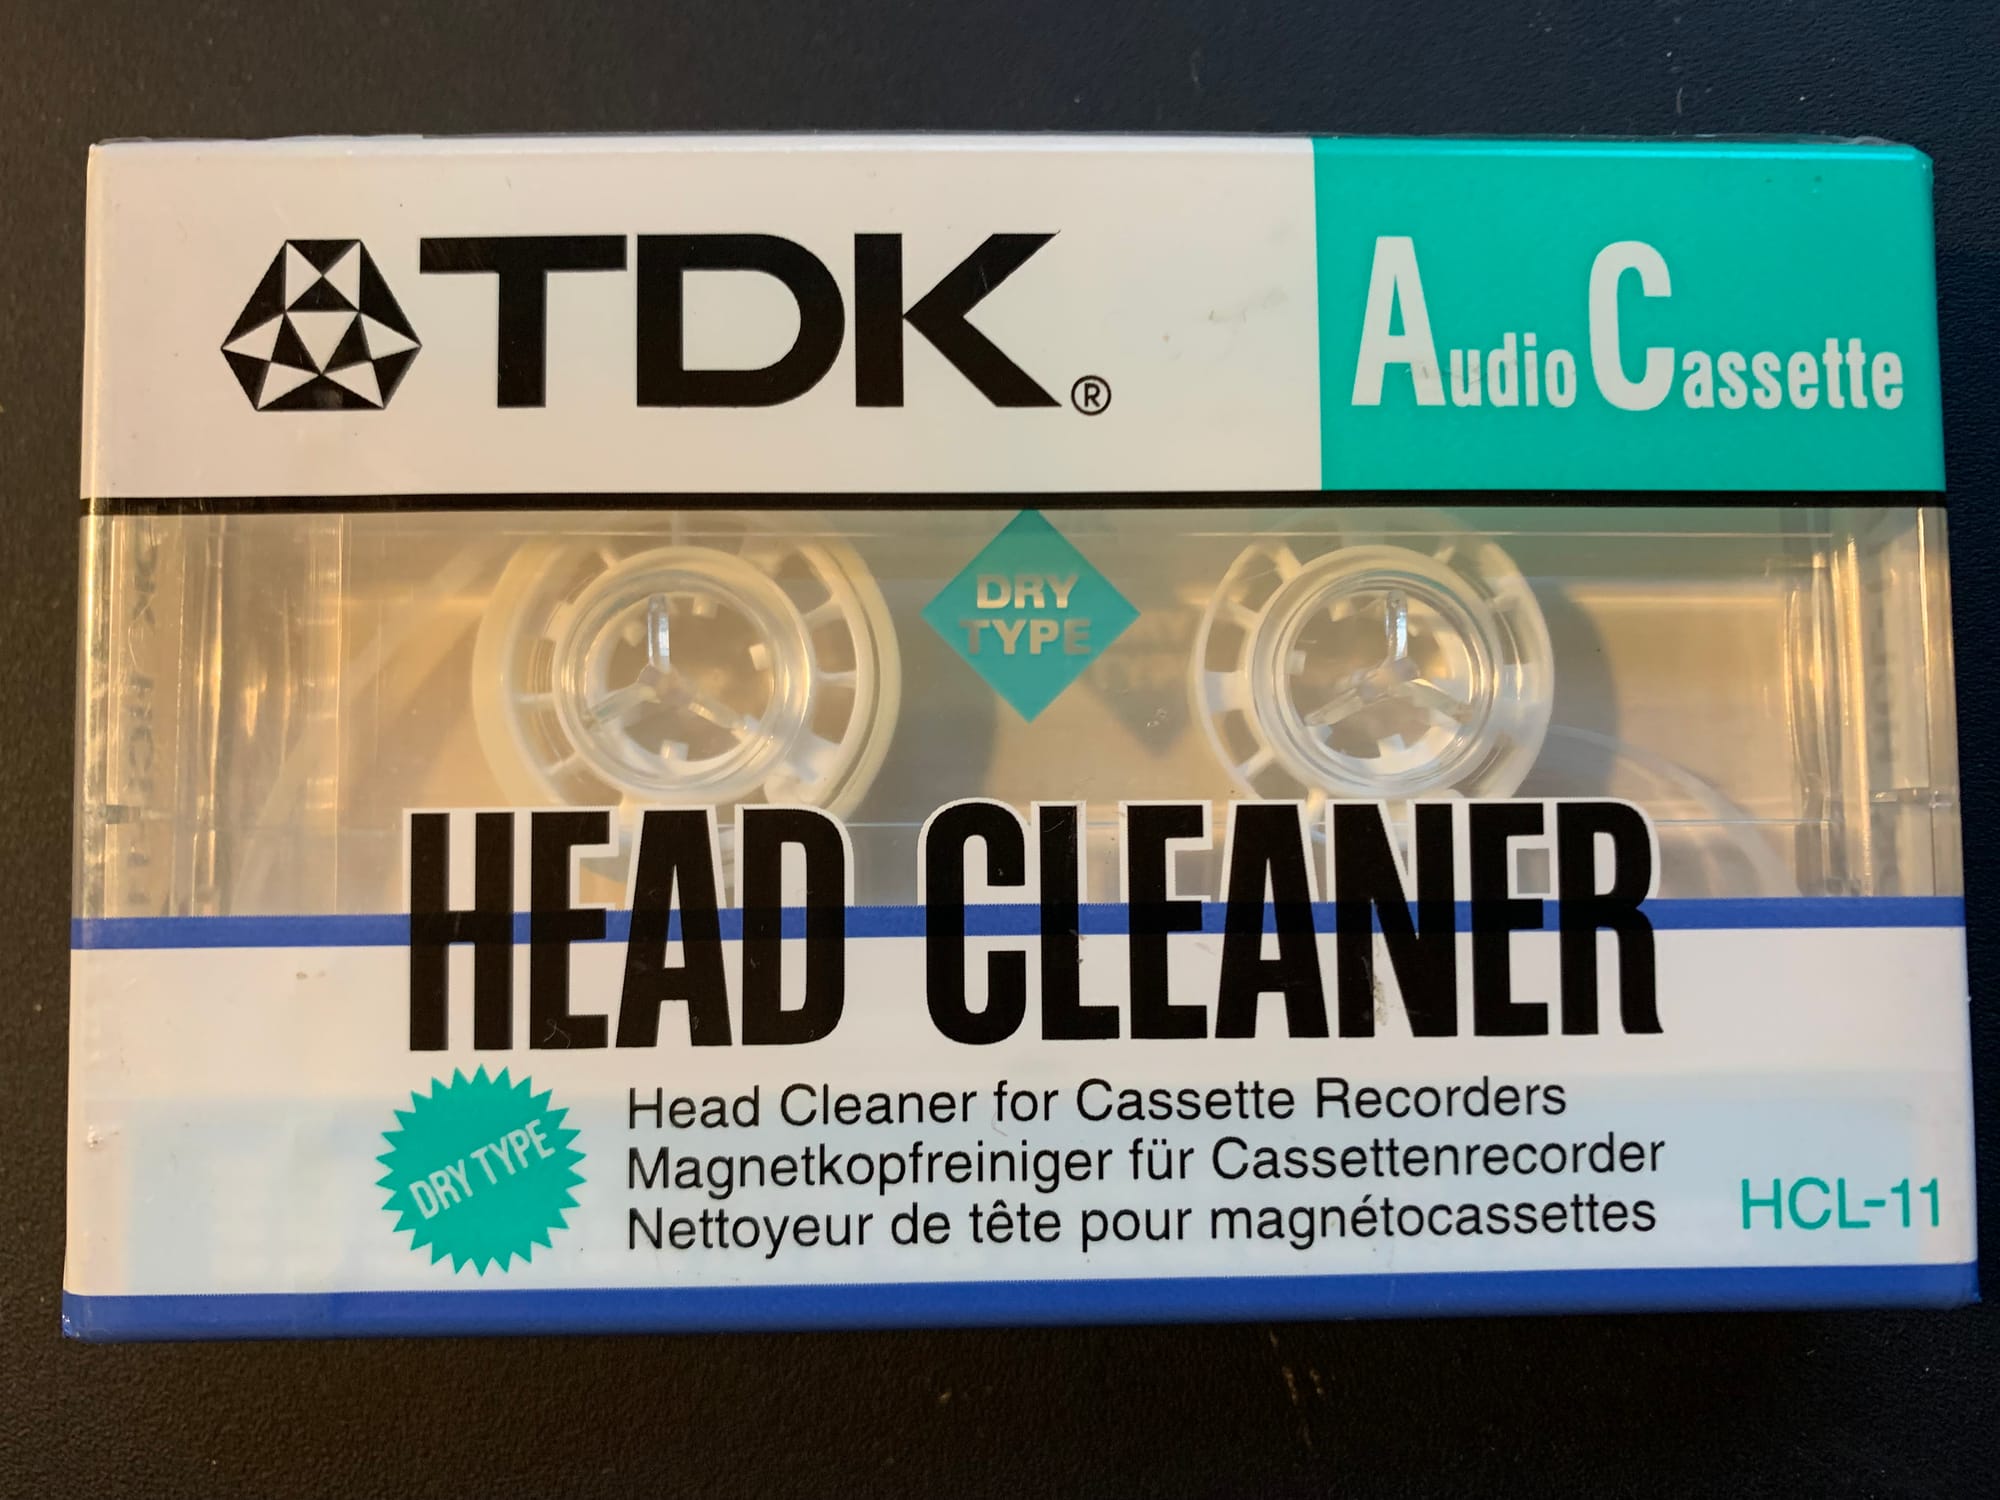 TDK®
Audio Cassette
DRY
TYPE
HEAD CLEANER
DRY TYPE
Head Cleaner for Cassette Recorders
Magnetkopfreiniger für Cassettenrecorder
Nettoyeur de tête pour magnétocassettes
HCL-11